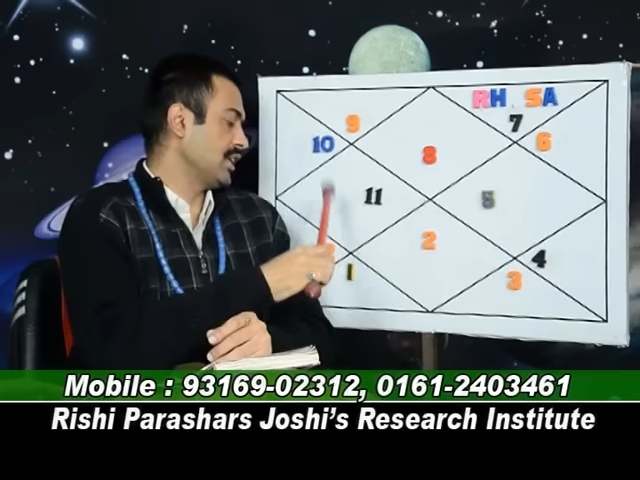 RH SA
9 7
10 8 6
11 5
2
12 1 4
3
Mobile : 93169-02312, 0161-2403461
Rishi Parashars Joshi's Research Institute